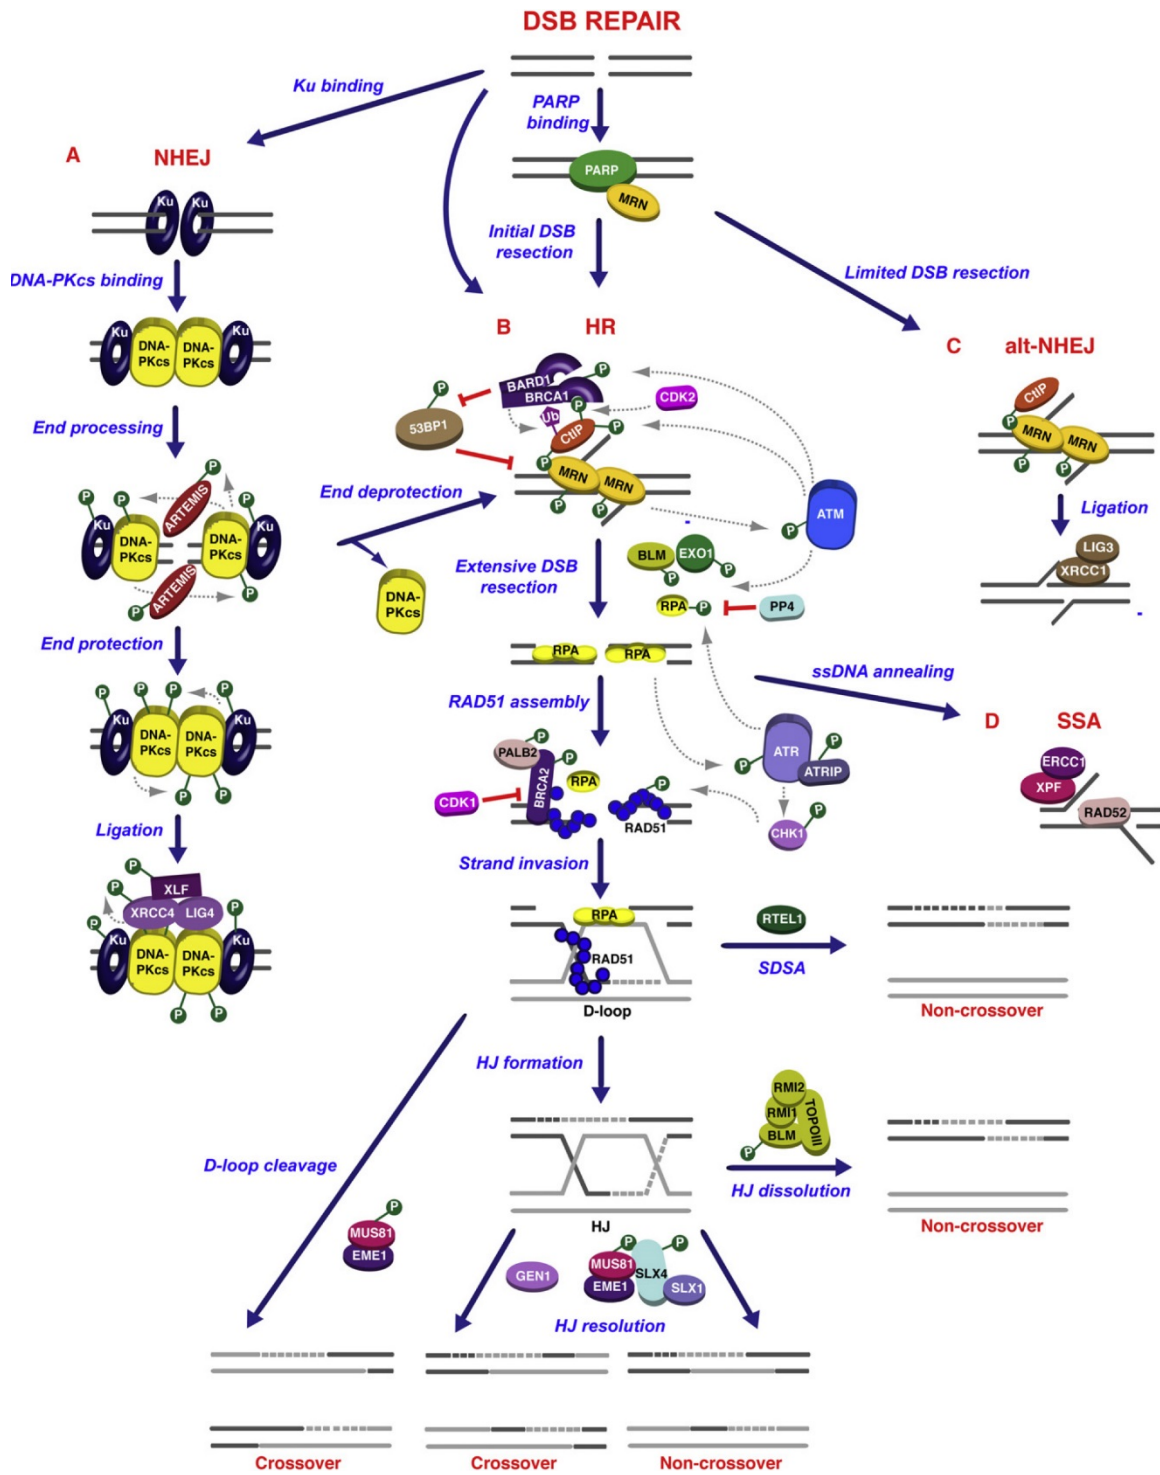 DSB REPAIR
Ku binding
PARP
binding
A
NHEJ
PARP
MRN
Ku
Ku
Initial DSB
resection
DNA-PKcs binding
Limited DSB resection
Ku
DNA-
PKcs
DNA-
PKcs
Ku
B
HR
C
alt-NHEJ
BARD1
BRCA1
P
P
CDK2
P
Ub
53BP1
CtIP
P
P
MRN
MRN
P
P
CtIP
P
MRN
MRN
P
P
End processing
P
ARTEMIS
P
P
Ku
DNA-
PKcs
DNA-
PKcs
Ku
P
ARTEMIS
P
End deprotection
DNA-
PKcs
ATM
P
Ligation
LIG3
XRCC1
Extensive DSB
resection
BLM
EXO1
P
P
RPA
P
PP4
End protection
RPA
RPA
ssDNA annealing
P
P
P
P
Ku
DNA-
PKcs
DNA-
PKcs
Ku
P
P
RAD51 assembly
D
SSA
PALB2
P
P
BRCA2
RPA
P
CDK1
RAD51
ATR
P
P
ATRIP
P
CHK1
ERCC1
XPF
RAD52
Ligation
Strand invasion
P
XLF
P
XRCC4
LIG4
P
Ku
DNA-
PKcs
DNA-
PKcs
Ku
P
P
RPA
RAD51
D-loop
RTEL1
SDSA
Non-crossover
HJ formation
RMI2
RMI1
BLM
TOPOIII
P
D-loop cleavage
HJ dissolution
Non-crossover
HJ
P
MUS81
EME1
GEN1
P
MUS81
EME1
SLX4
P
SLX1
HJ resolution
Crossover
Crossover
Non-crossover